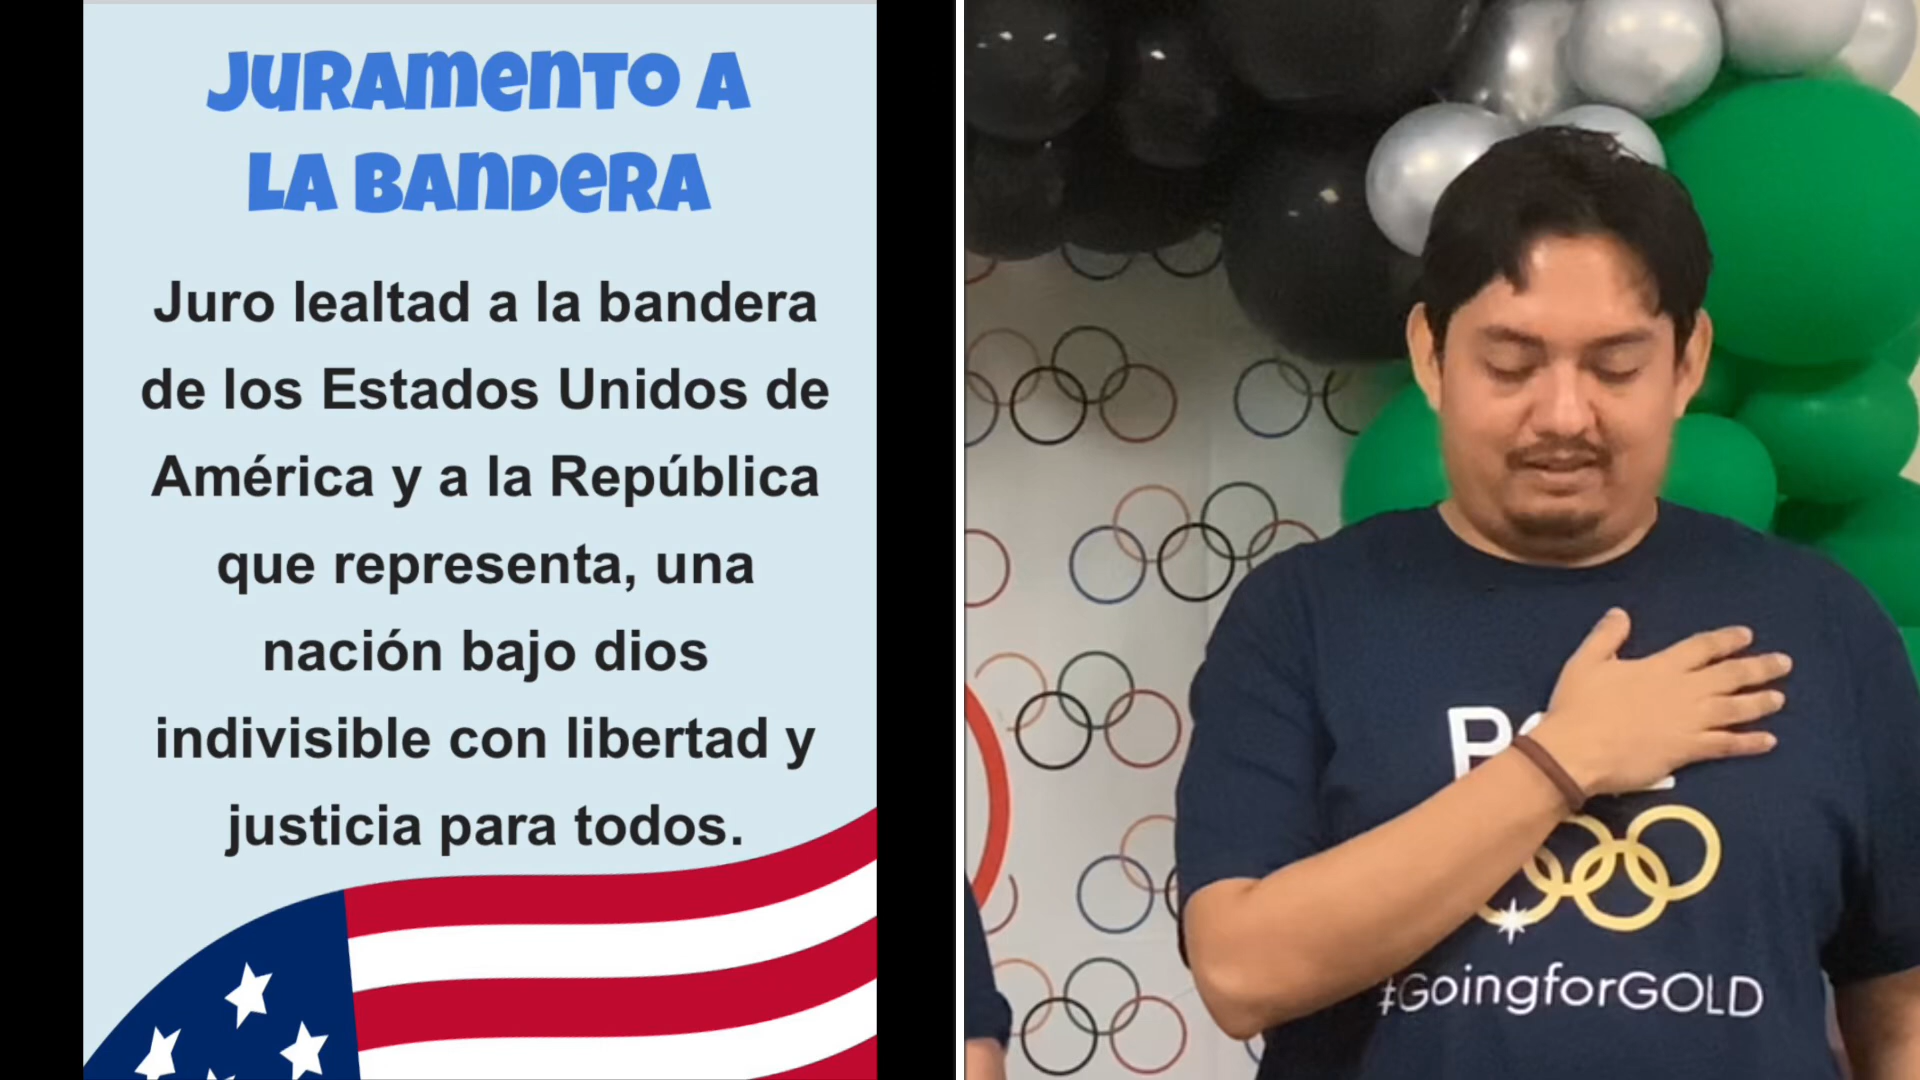 JURAMENTO A
LA BANDERA
Juro lealtad a la bandera
de los Estados Unidos de
América y a la República
que representa, una
nación bajo dios
indivisible con libertad y
justicia para todos.
#GoingforGOLD